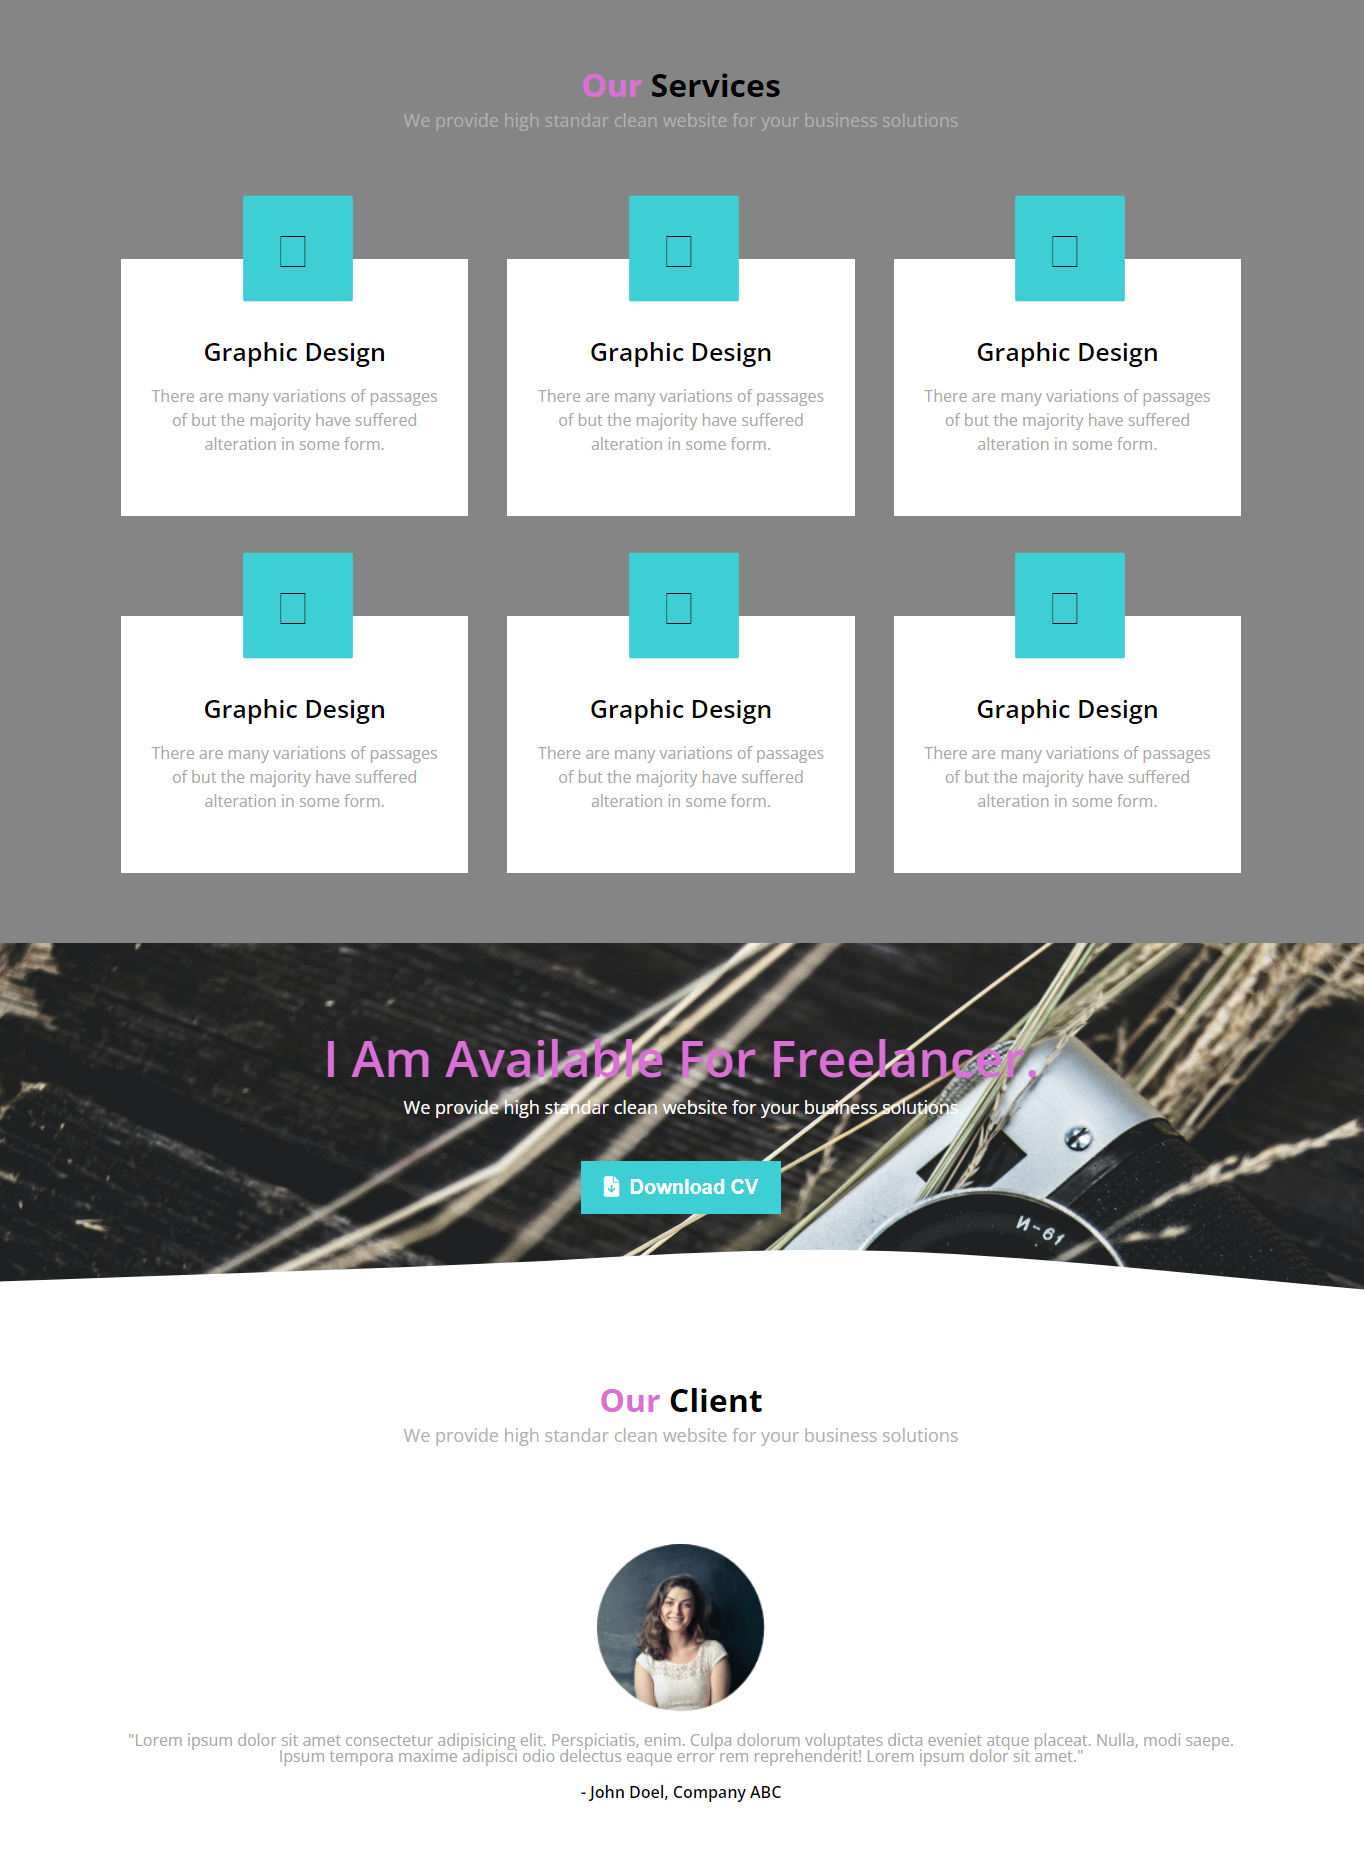 Our Services
We provide high standar clean website for your business solutions
Graphic Design
There are many variations of passages
of but the majority have suffered
alteration in some form.
Graphic Design
There are many variations of passages
of but the majority have suffered
alteration in some form.
Graphic Design
There are many variations of passages
of but the majority have suffered
alteration in some form.
Graphic Design
There are many variations of passages
of but the majority have suffered
alteration in some form.
Graphic Design
There are many variations of passages
of but the majority have suffered
alteration in some form.
Graphic Design
There are many variations of passages
of but the majority have suffered
alteration in some form.
I Am Available For Freelancer.
We provide high standar clean website for your business solutions
Download CV
И-61
Our Client
We provide high standar clean website for your business solutions
"Lorem ipsum dolor sit amet consectetur adipisicing elit. Perspiciatis, enim. Culpa dolorum voluptates dicta eveniet atque placeat. Nulla, modi saepe.
Ipsum tempora maxime adipisci odio delectus eaque error rem reprehenderit! Lorem ipsum dolor sit amet."
- John Doel, Company ABC